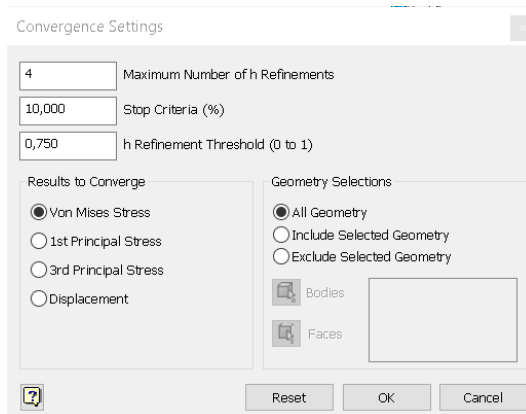 Convergence Settings
4 Maximum Number of h Refinements
10,000 Stop Criteria (%)
0,750 h Refinement Threshold (0 to 1)
Results to Converge
Von Mises Stress
1st Principal Stress
3rd Principal Stress
Displacement
Geometry Selections
All Geometry
Include Selected Geometry
Exclude Selected Geometry
Bodies
Faces
?
Reset OK Cancel